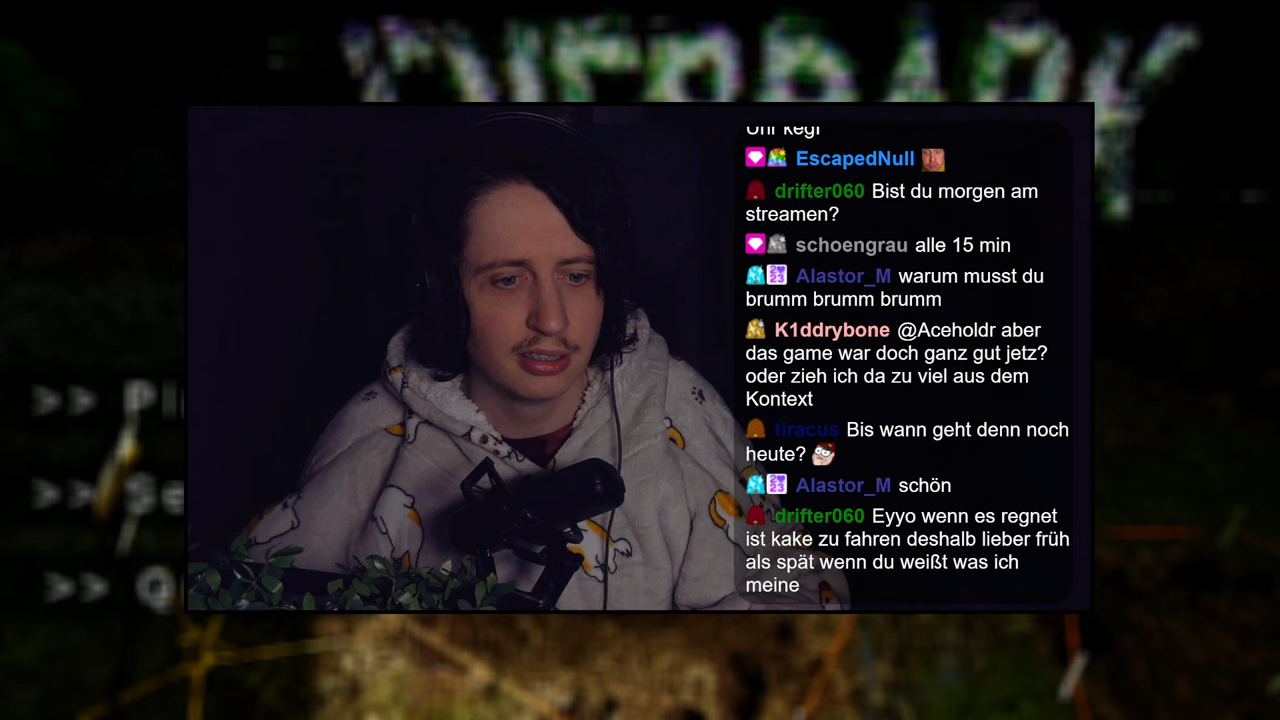 EscapedNull
drifter060 Bist du morgen am
streamen?
schoengrau alle 15 min
Alastor_M warum musst du
brumm brumm brumm
K1ddrybone @Aceholdr aber
das game war doch ganz gut jetz?
oder zieh ich da zu viel aus dem
Kontext
tiracus Bis wann geht denn noch
heute?
Alastor_M schön
drifter060 Eyyo wenn es regnet
ist kake zu fahren deshalb lieber früh
als spät wenn du weißt was ich
meine
>>
>>
>>